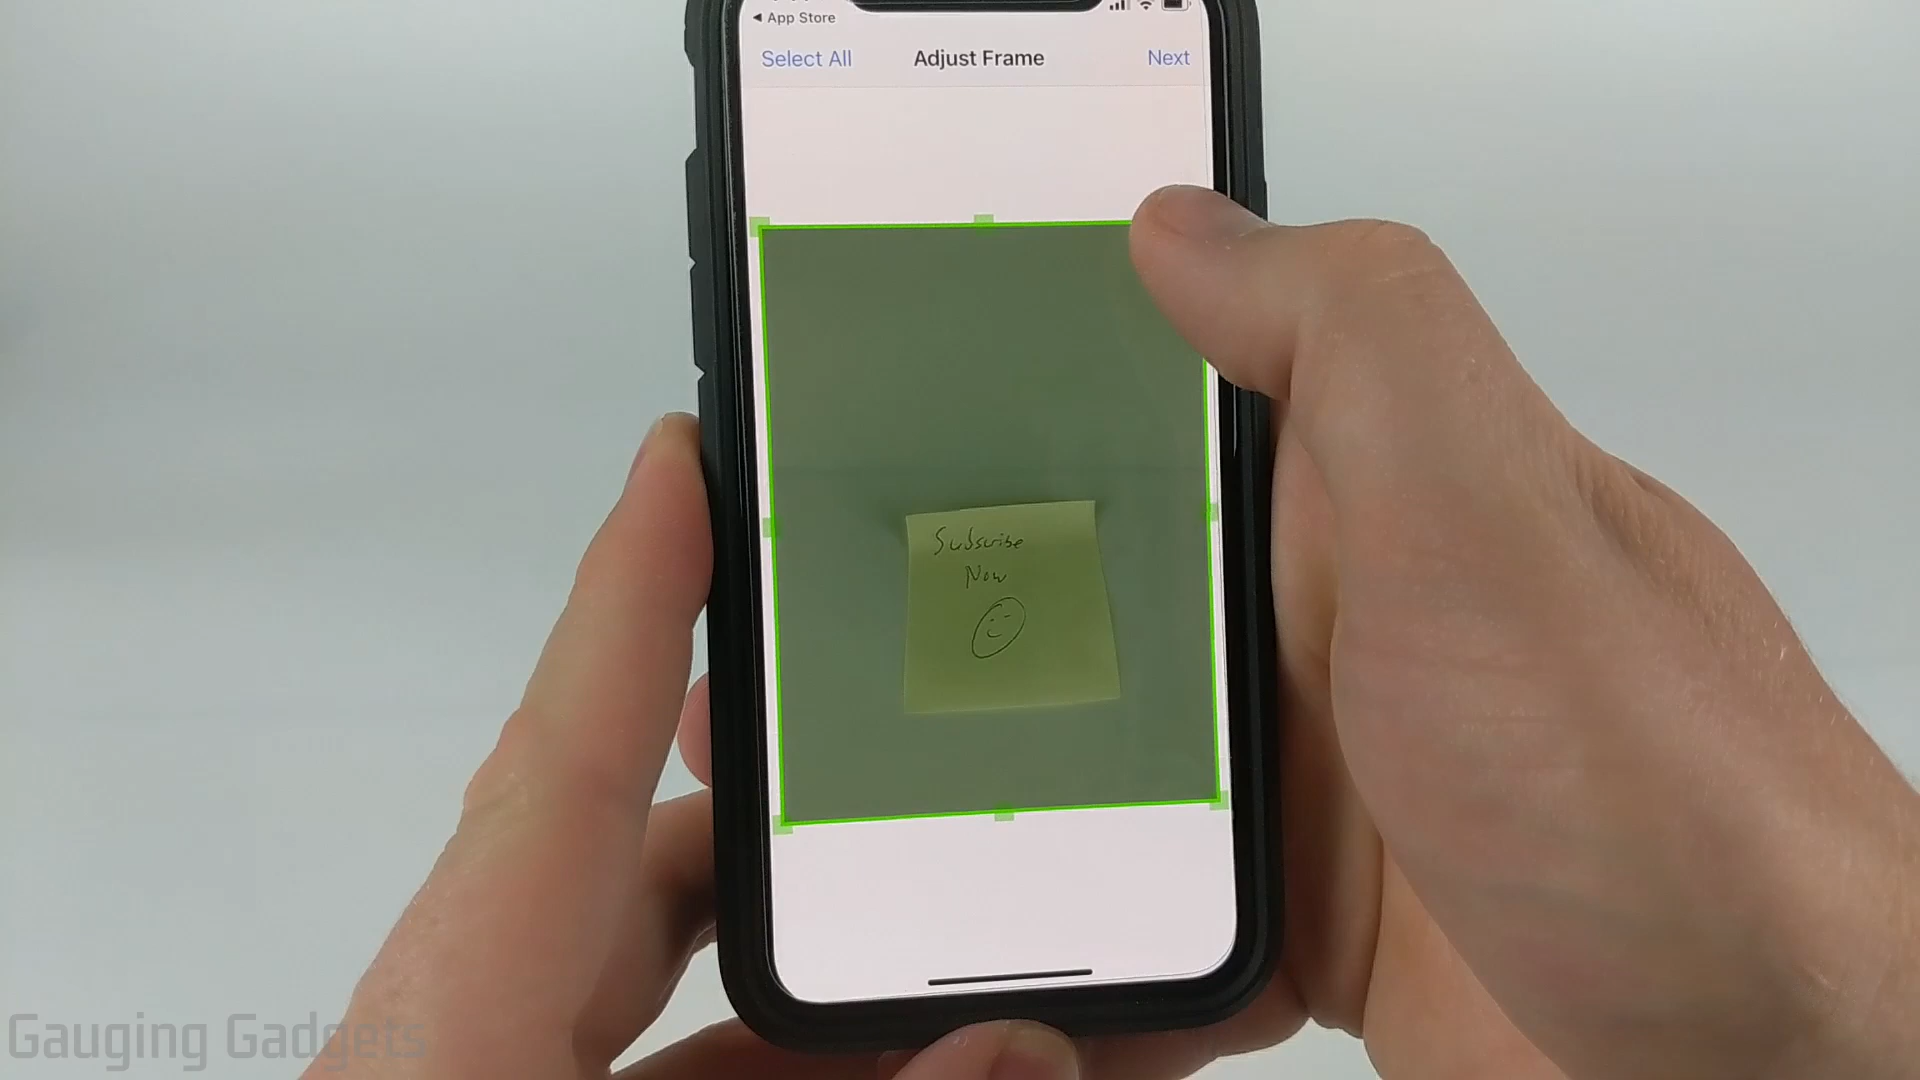 ◀ App Store
Select All
Adjust Frame
Next
Subscribe
Now
Gauging Gadgets